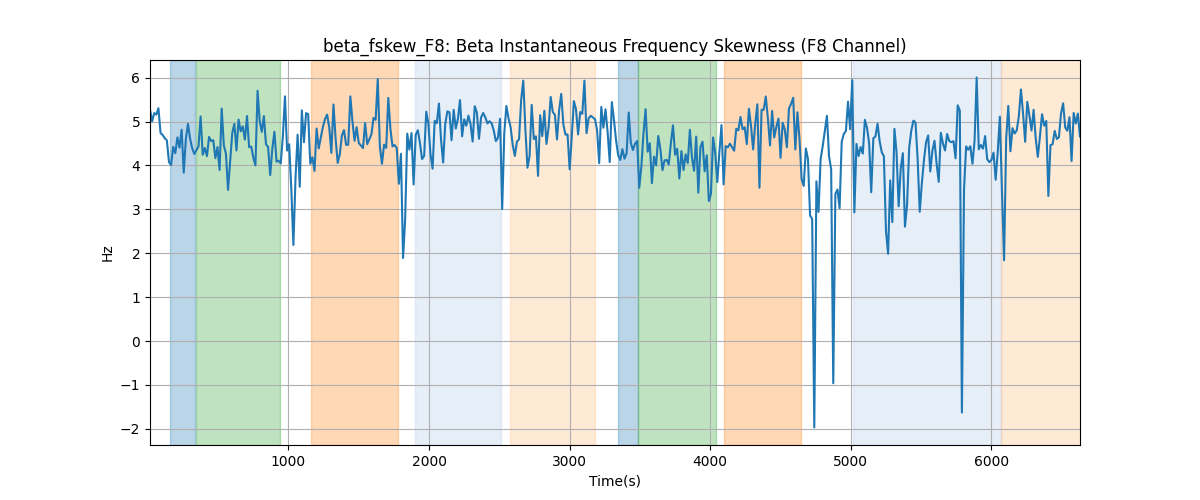 beta_fskew_F8: Beta Instantaneous Frequency Skewness (F8 Channel)
6
5
4
3
2
1
0
−1
−2
Hz
1000 2000 3000 4000 5000 6000
Time(s)